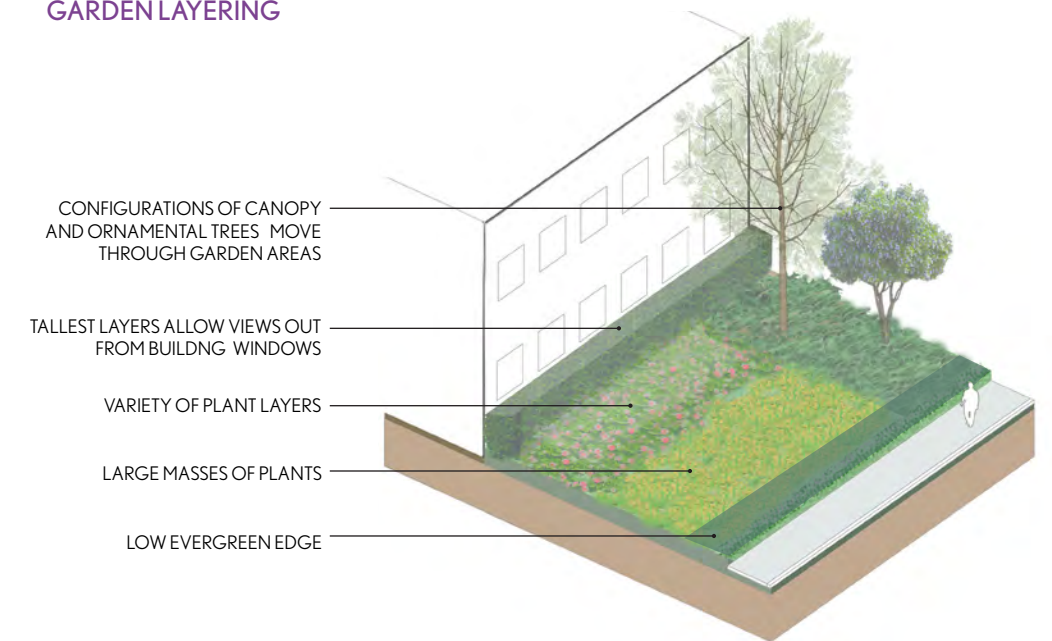 GARDEN LAYERING
CONFIGURATIONS OF CANOPY
AND ORNAMENTAL TREES MOVE
THROUGH GARDEN AREAS
TALLEST LAYERS ALLOW VIEWS OUT
FROM BUILDNG WINDOWS
VARIETY OF PLANT LAYERS
LARGE MASSES OF PLANTS
LOW EVERGREEN EDGE